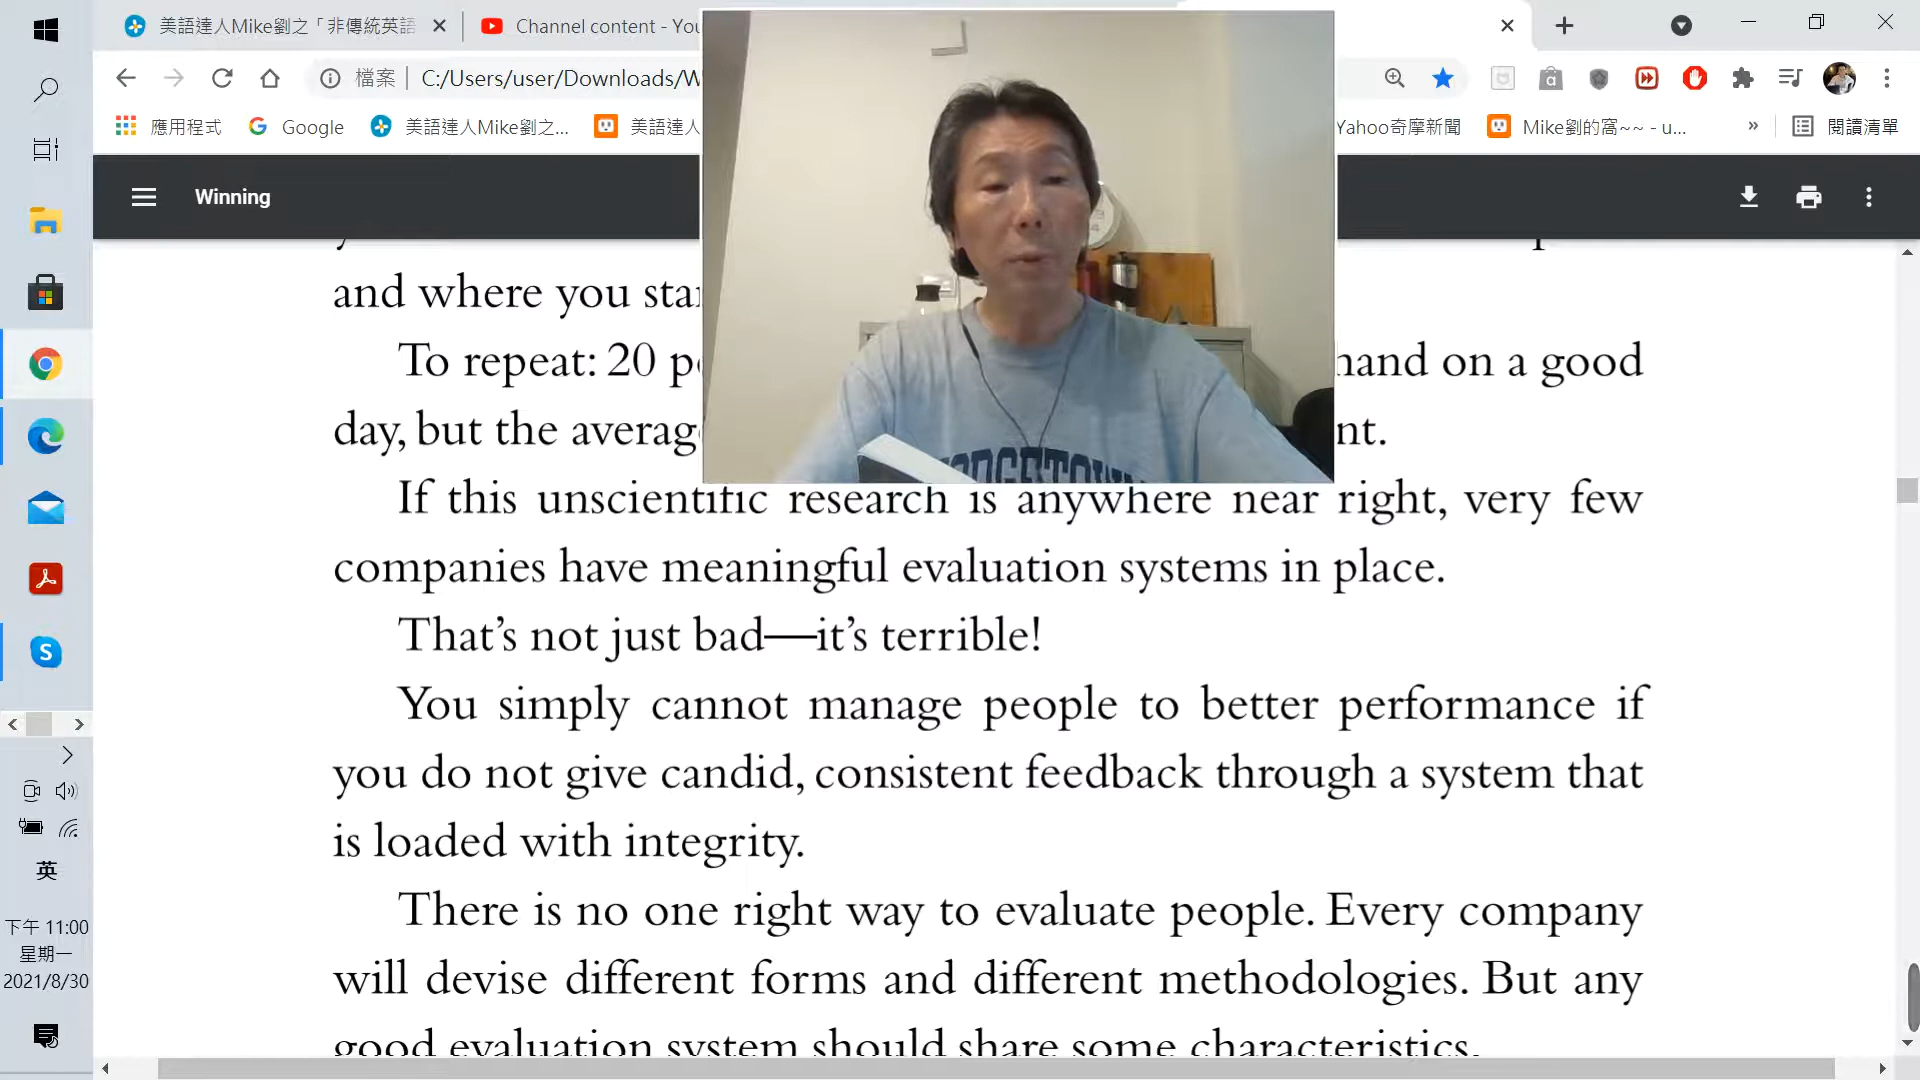 美語達人Mike劉之「非傳統英語
Channel content - You
檔案
C:/Users/user/Downloads/W
應用程式
Google
美語達人Mike劉之...
美語達人
Yahoo奇摩新聞
Mike劉的窩~~ - u...
»
閱讀清單
Winning
and where you star
To repeat: 20 pe hand on a good
day, but the averag nt.
If this unscientific research is anywhere near right, very few
companies have meaningful evaluation systems in place.
That’s not just bad—it’s terrible!
You simply cannot manage people to better performance if
you do not give candid, consistent feedback through a system that
is loaded with integrity.
There is no one right way to evaluate people. Every company
will devise different forms and different methodologies. But any
good evaluation system should share some characteristics.
英
下午 11:00
星期一
2021/8/30